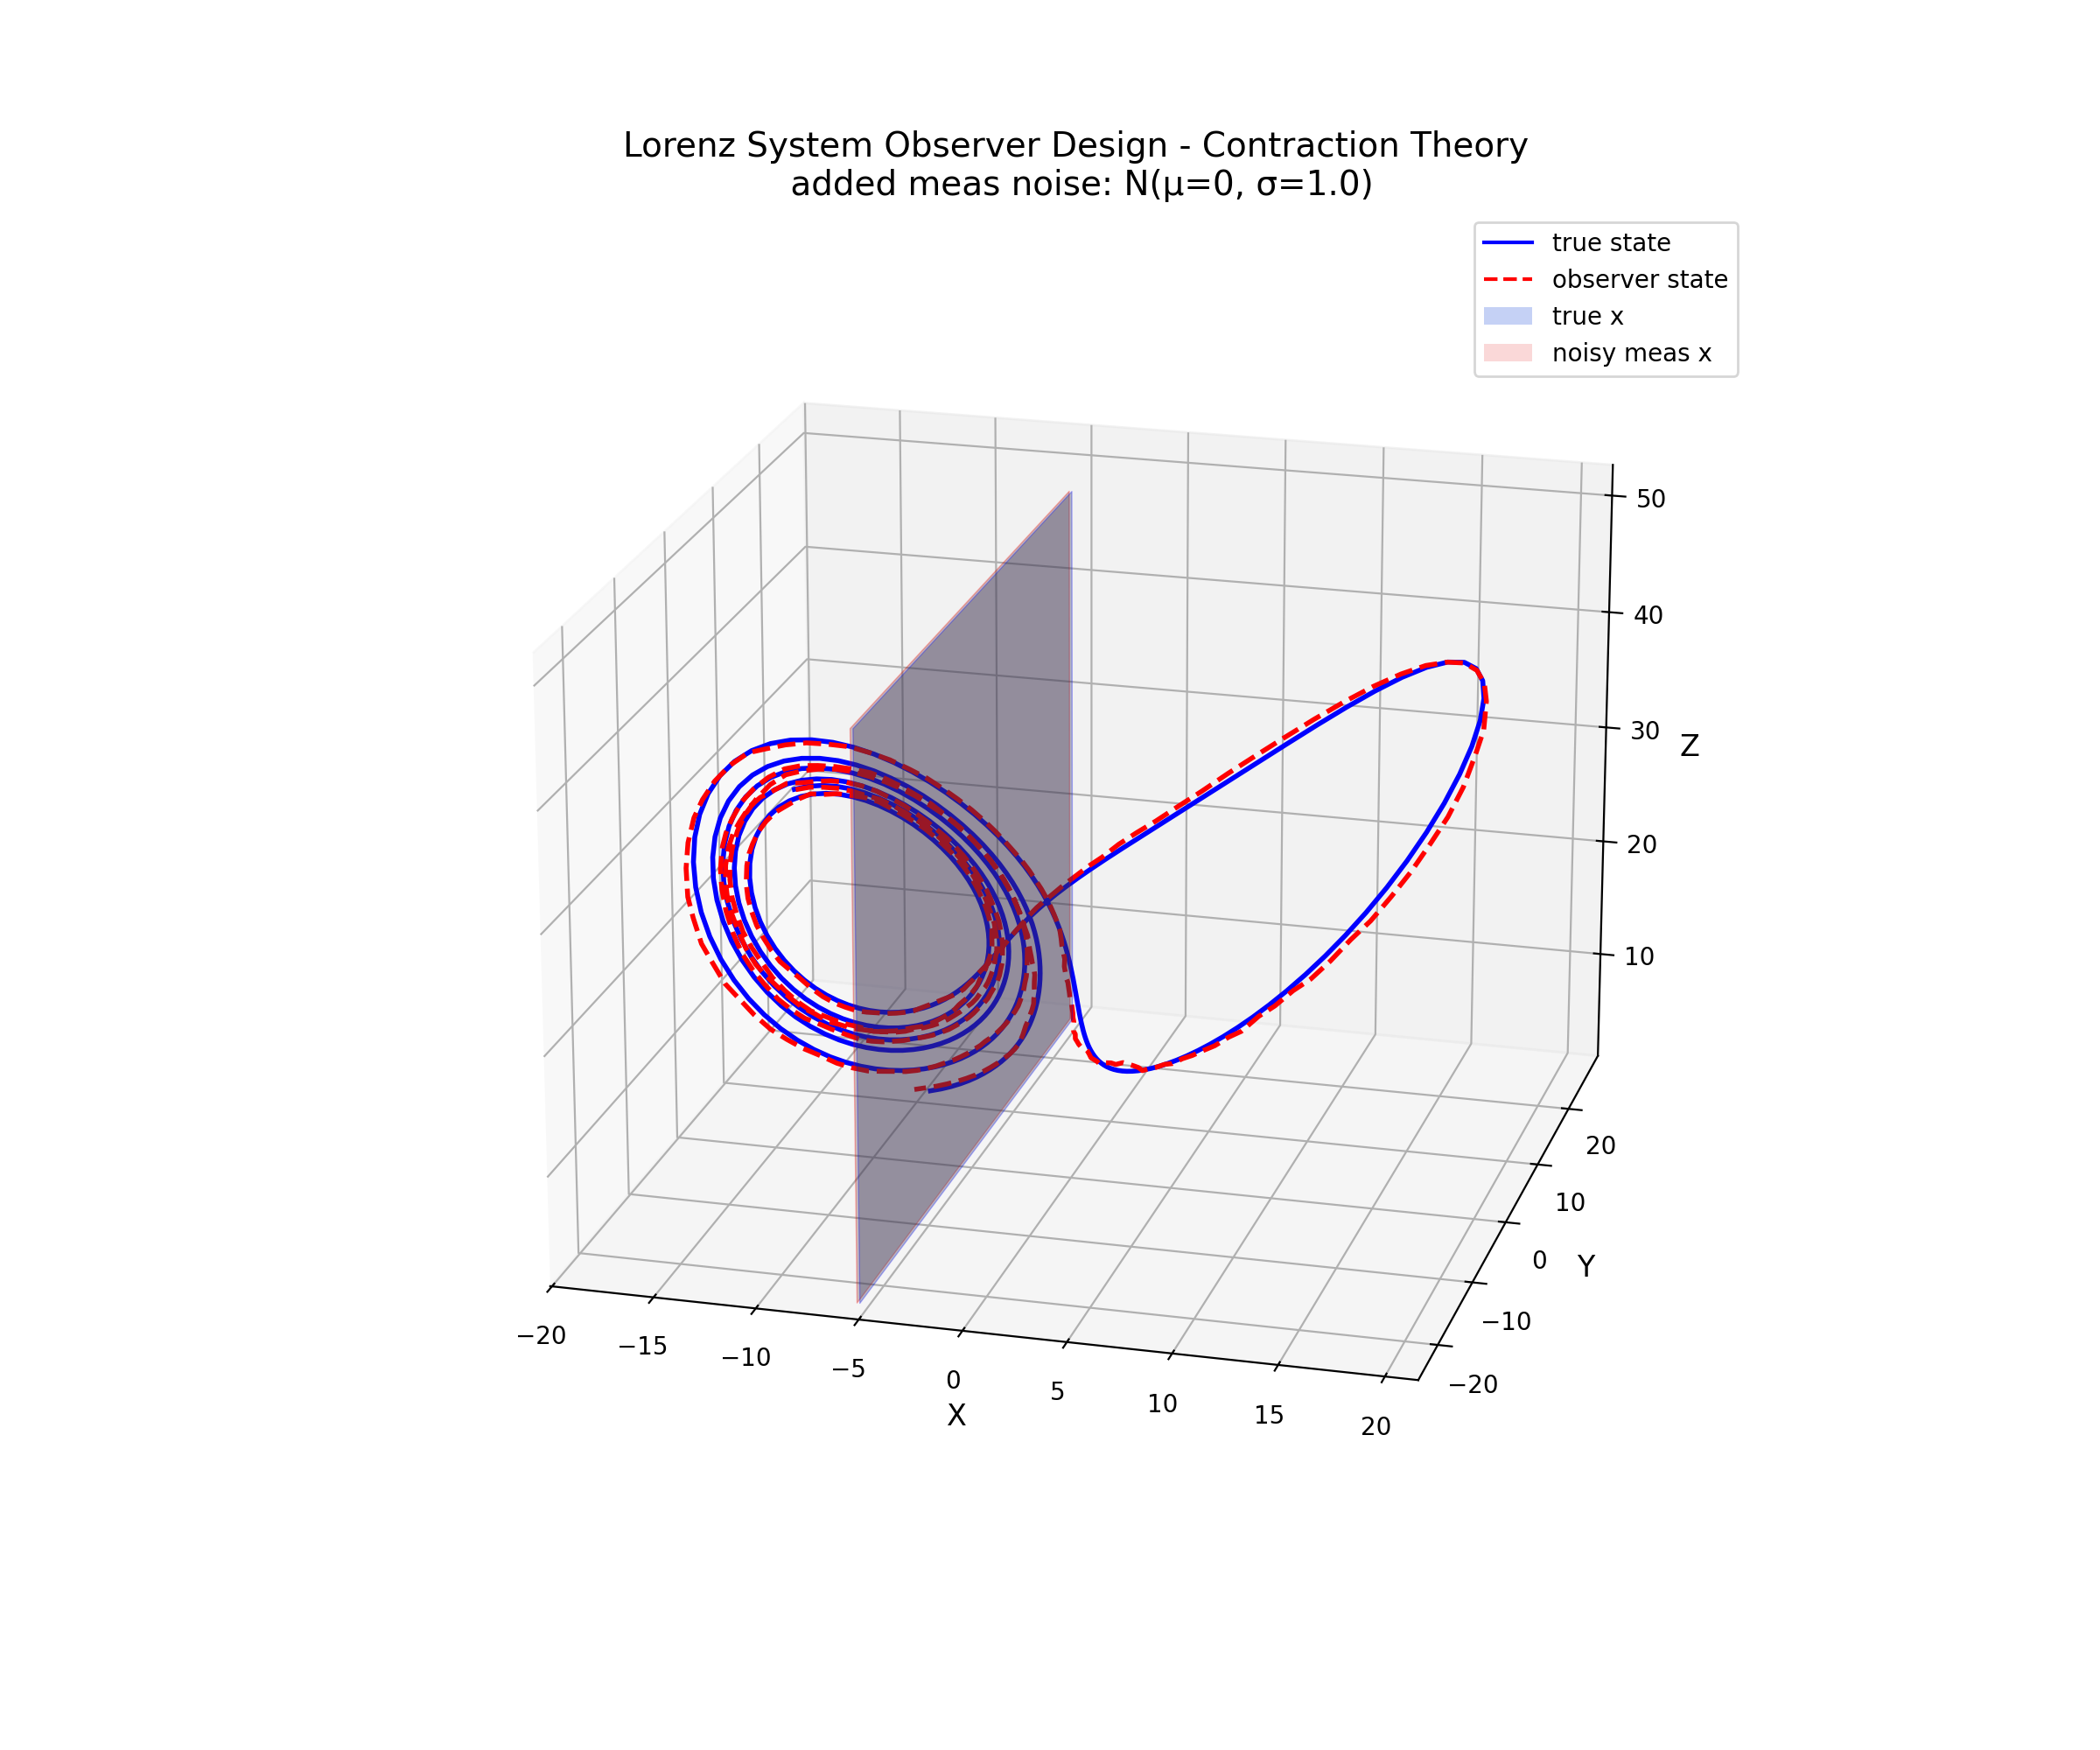 Lorenz System Observer Design - Contraction Theory
added meas noise: N(μ=0, σ=1.0)
true state
observer state
true x
noisy meas x
50
40
30
20
10
Z
20
10
0
−10
−20
Y
−20
−15
−10
−5
0
5
10
15
20
X